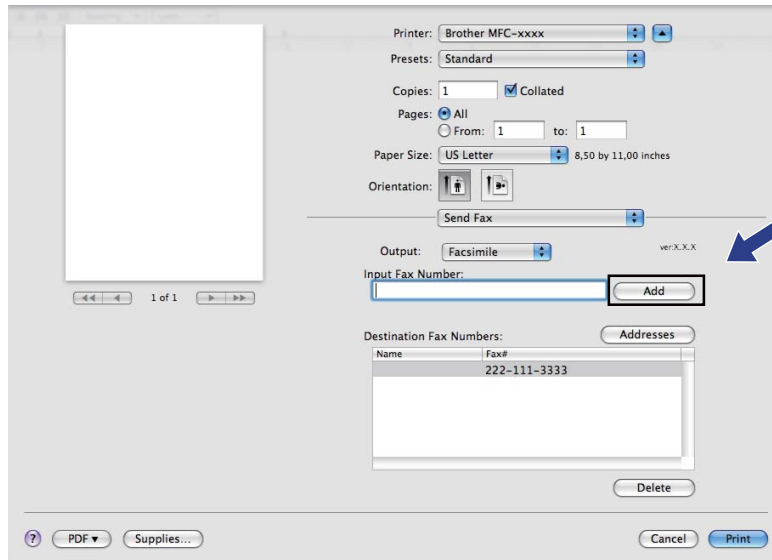 Printer: Brother MFC-xxxx
Presets: Standard
Copies: 1 Collated
Pages: All
From: 1 to: 1
Paper Size: US Letter 8,50 by 11,00 inches
Orientation:
Send Fax
Output: Facsimile ver:X.X.X
Input Fax Number:
Add
1 of 1
Destination Fax Numbers: Addresses
Name Fax#
222-111-3333
Delete
? PDF Supplies... Cancel Print